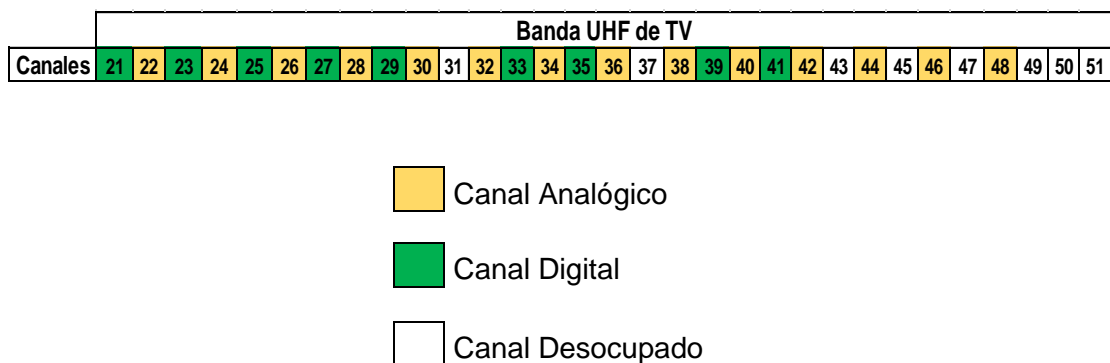 Banda UHF de TV
Canales 21 22 23 24 25 26 27 28 29 30 31 32 33 34 35 36 37 38 39 40 41 42 43 44 45 46 47 48 49 50 51
Canal Analógico
Canal Digital
Canal Desocupado